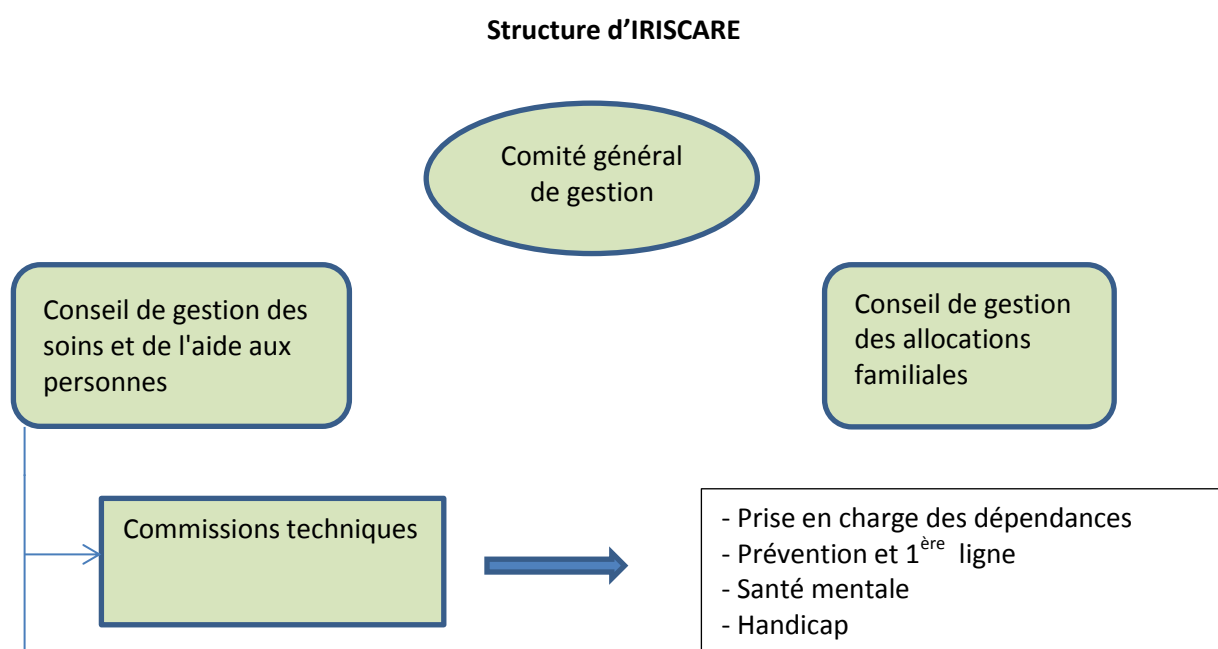 Structure d'IRISCARE
Comité général
de gestion
Conseil de gestion des
soins et de l'aide aux
personnes
Conseil de gestion
des allocations
familiales
Commissions techniques
- Prise en charge des dépendances
- Prévention et 1ère ligne
- Santé mentale
- Handicap